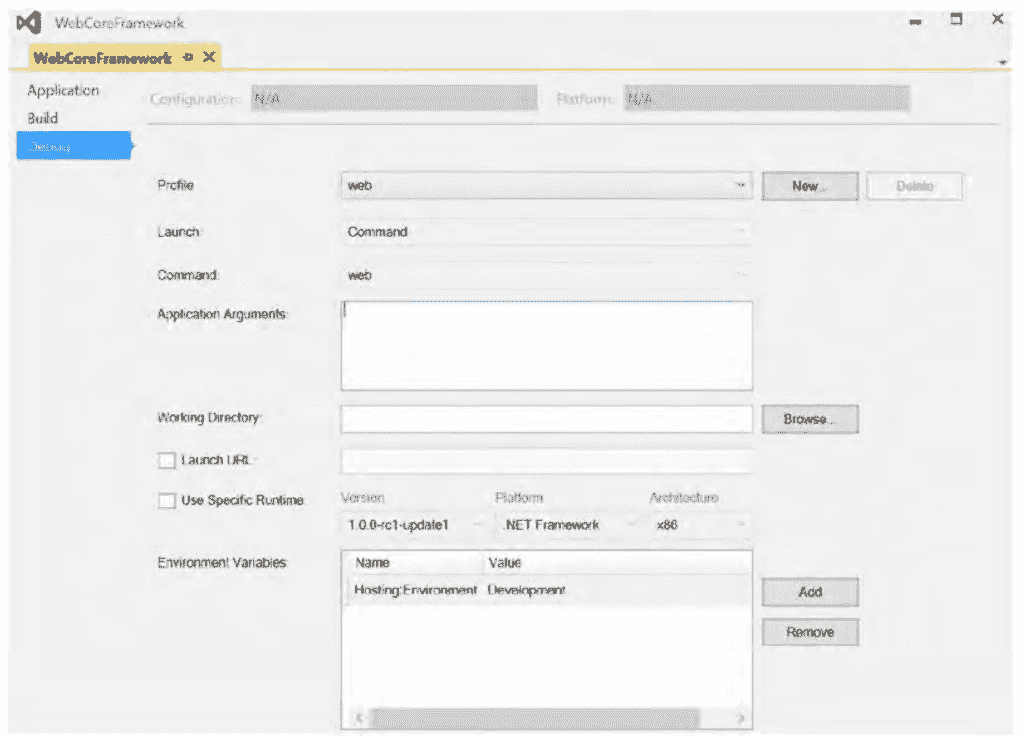 WebCoreFramework
WebCoreFramework
Application
Build
Debug
Configuration: N/A Platform: N/A
Profile web New... Delete
Launch: Command
Command: web
Application Arguments:
Working Directory: Browse...
Launch URL:
Use Specific Runtime: Version Platform Architecture
1.0.0-rc1-update1 .NET Framework x86
Environment Variables Name Value
Hosting:Environment Development
Add
Remove